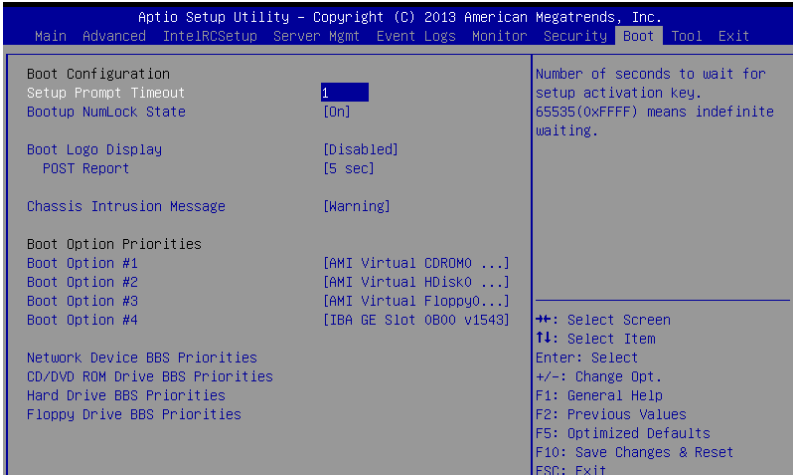 Aptio Setup Utility – Copyright (C) 2013 American Megatrends, Inc.
Main Advanced IntelRCSetup Server Mgmt Event Logs Monitor Security Boot Tool Exit
Boot Configuration
Setup Prompt Timeout 1
Bootup NumLock State [On]
Boot Logo Display [Disabled]
POST Report [5 sec]
Chassis Intrusion Message [Warning]
Boot Option Priorities
Boot Option #1 [AMI Virtual CDROM0 ...]
Boot Option #2 [AMI Virtual HDisk0 ...]
Boot Option #3 [AMI Virtual Floppy0...]
Boot Option #4 [IBA GE Slot 0B00 v1543]
Network Device BBS Priorities
CD/DVD ROM Drive BBS Priorities
Hard Drive BBS Priorities
Floppy Drive BBS Priorities
Number of seconds to wait for
setup activation key.
65535(0xFFFF) means indefinite
waiting.
→←: Select Screen
↑↓: Select Item
Enter: Select
+/-: Change Opt.
F1: General Help
F2: Previous Values
F5: Optimized Defaults
F10: Save Changes & Reset
ESC: Exit